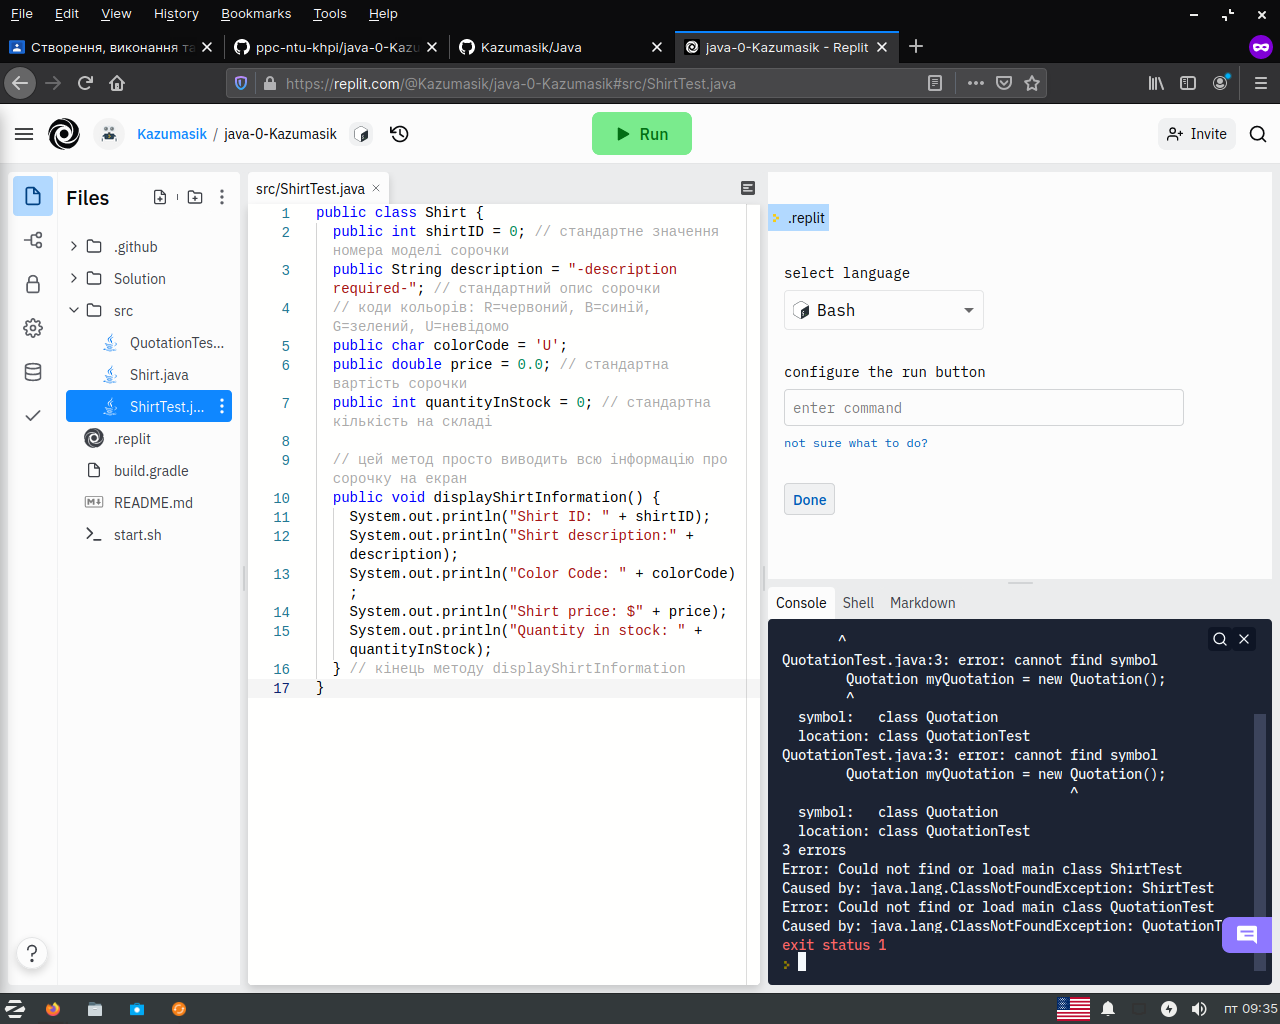 File Edit View History Bookmarks Tools Help
Створення, виконання та
ppc-ntu-khpi/java-0-Kazu
Kazumasik/Java
java-0-Kazumasik - Replit
https://replit.com/@Kazumasik/java-0-Kazumasik#src/ShirtTest.java
Kazumasik / java-0-Kazumasik
Run
Invite
Files
.github
Solution
src
QuotationTes...
Shirt.java
ShirtTest.j...
.replit
build.gradle
README.md
start.sh
src/ShirtTest.java
1 public class Shirt {
2 public int shirtID = 0; // стандартне значення
номера моделі сорочки
3 public String description = "-description
required-"; // стандартний опис сорочки
4 // коди кольорів: R=червоний, B=синій,
G=зелений, U=невідомо
5 public char colorCode = 'U';
6 public double price = 0.0; // стандартна
вартість сорочки
7 public int quantityInStock = 0; // стандартна
кількість на складі
8
9 // цей метод просто виводить всю інформацію про
сорочку на екран
10 public void displayShirtInformation() {
11 System.out.println("Shirt ID: " + shirtID);
12 System.out.println("Shirt description:" +
description);
13 System.out.println("Color Code: " + colorCode)
;
14 System.out.println("Shirt price: $" + price);
15 System.out.println("Quantity in stock: " +
quantityInStock);
16 } // кінець методу displayShirtInformation
17 }
.replit
select language
Bash
configure the run button
enter command
not sure what to do?
Done
Console Shell Markdown
^
QuotationTest.java:3: error: cannot find symbol
Quotation myQuotation = new Quotation();
^
symbol: class Quotation
location: class QuotationTest
QuotationTest.java:3: error: cannot find symbol
Quotation myQuotation = new Quotation();
^
symbol: class Quotation
location: class QuotationTest
3 errors
Error: Could not find or load main class ShirtTest
Caused by: java.lang.ClassNotFoundException: ShirtTest
Error: Could not find or load main class QuotationTest
Caused by: java.lang.ClassNotFoundException: QuotationT
exit status 1
?
пт 09:35